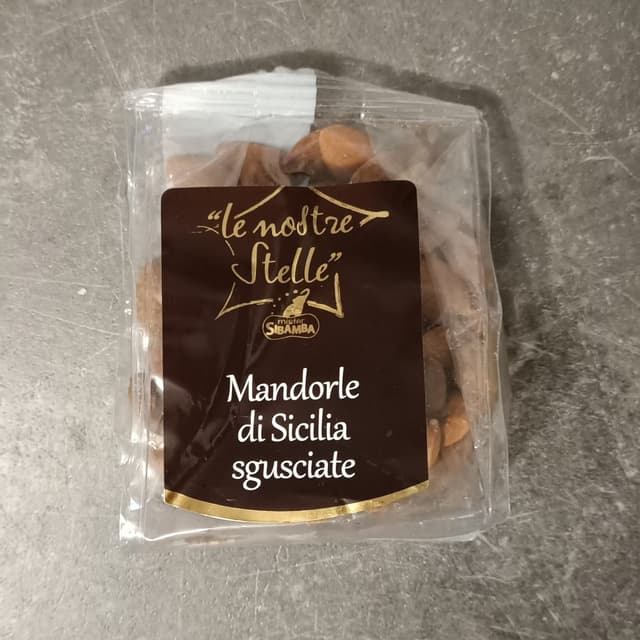 "le nostre
Stelle"
mister
SIBAMBA
Mandorle
di Sicilia
sgusciate